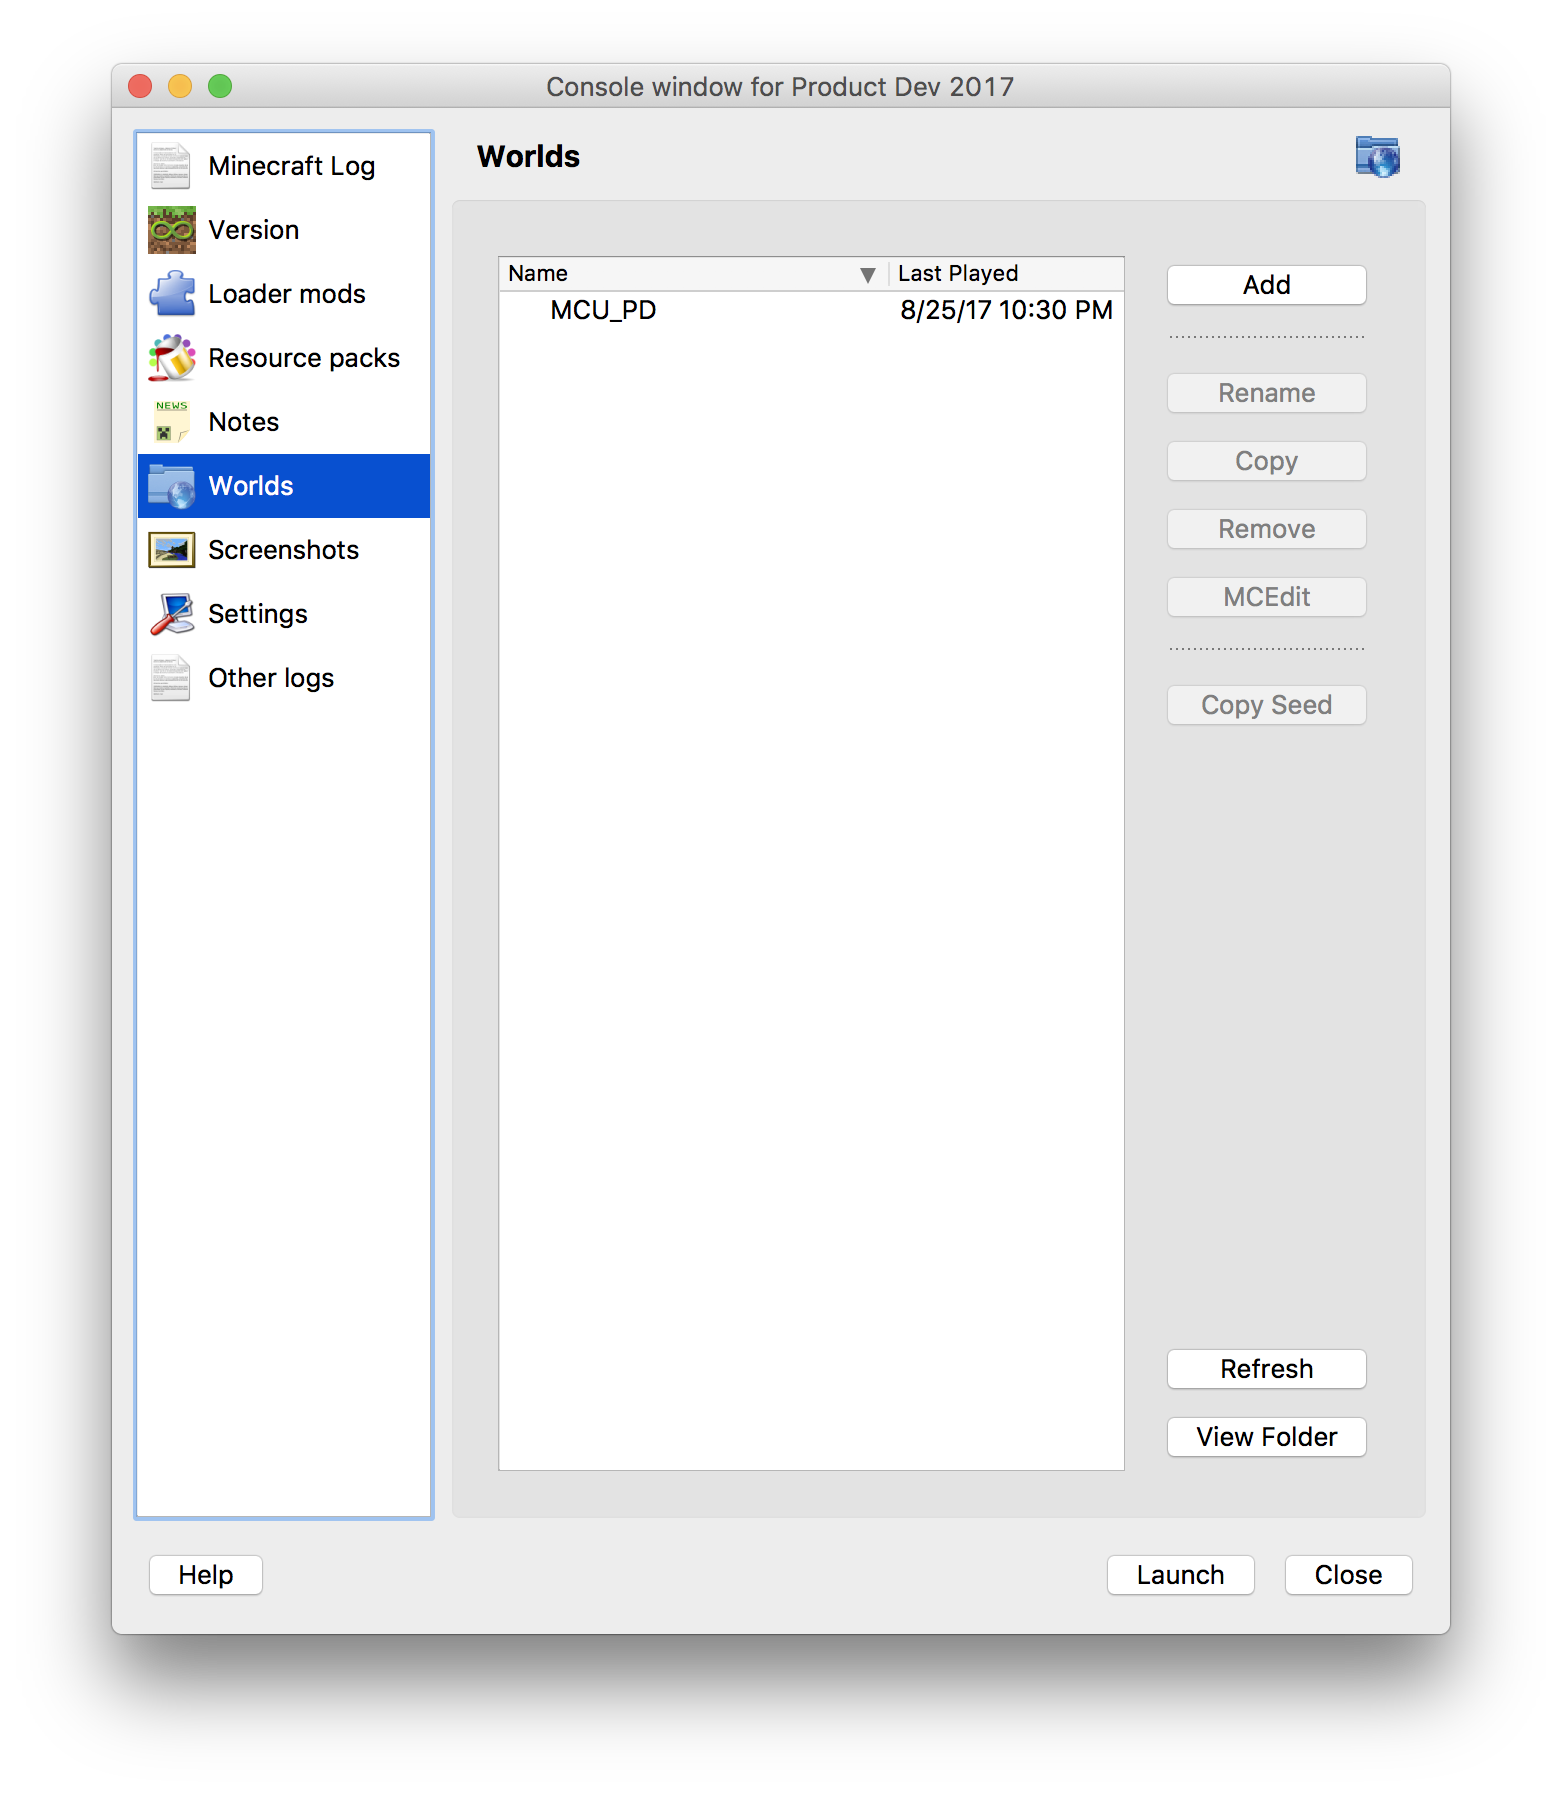 Console window for Product Dev 2017
Minecraft Log
Version
Loader mods
Resource packs
NEWS
Notes
Worlds
Screenshots
Settings
Other logs
Worlds
Name Last Played
MCU_PD 8/25/17 10:30 PM
Add
Rename
Copy
Remove
MCEdit
Copy Seed
Refresh
View Folder
Help
Launch
Close